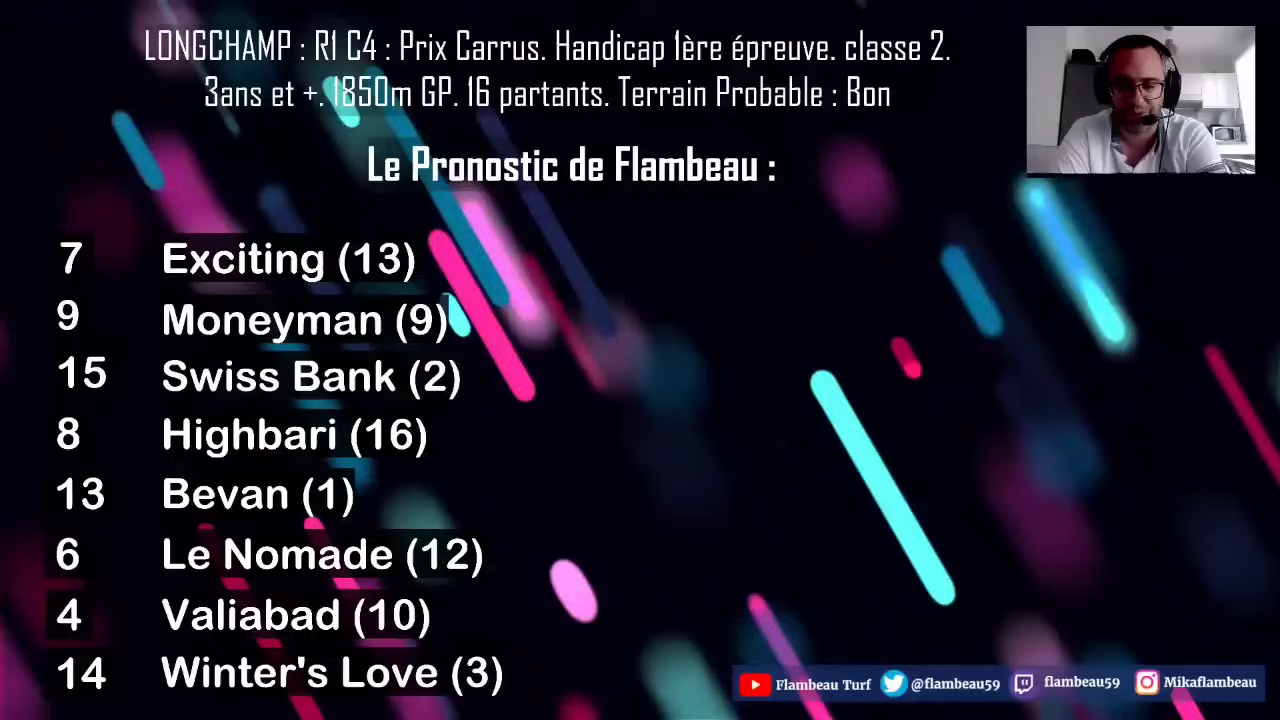 LONGCHAMP : R1 C4 : Prix Carrus. Handicap 1ère épreuve. classe 2.
3ans et +. 1850m GP. 16 partants. Terrain Probable : Bon
Le Pronostic de Flambeau :
7 Exciting (13)
9 Moneyman (9)
15 Swiss Bank (2)
8 Highbari (16)
13 Bevan (1)
6 Le Nomade (12)
4 Valiabad (10)
14 Winter's Love (3)
Flambeau Turf @flambeau59 flambeau59 Mikaflambeau